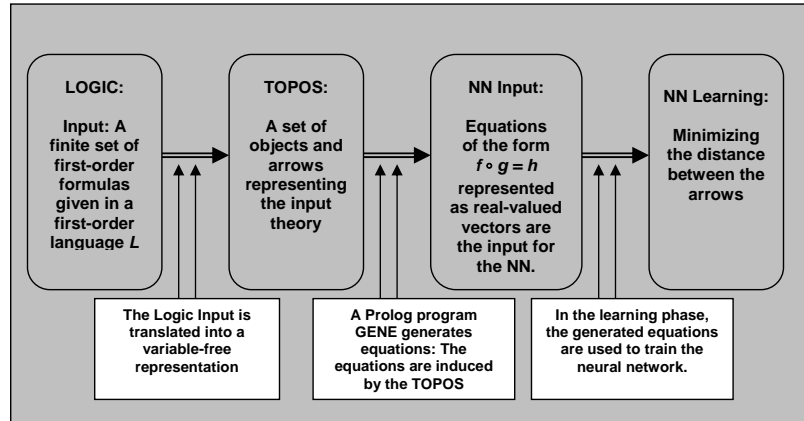 LOGIC:
Input: A
finite set of
first-order
formulas
given in a
first-order
language L
TOPOS:
A set of
objects and
arrows
representing
the input
theory
NN Input:
Equations
of the form
f ∘ g = h
represented
as real-valued
vectors are
the input for
the NN.
NN Learning:
Minimizing
the distance
between the
arrows
The Logic Input is
translated into a
variable-free
representation
A Prolog program
GENE generates
equations: The
equations are induced
by the TOPOS
In the learning phase,
the generated equations
are used to train the
neural network.